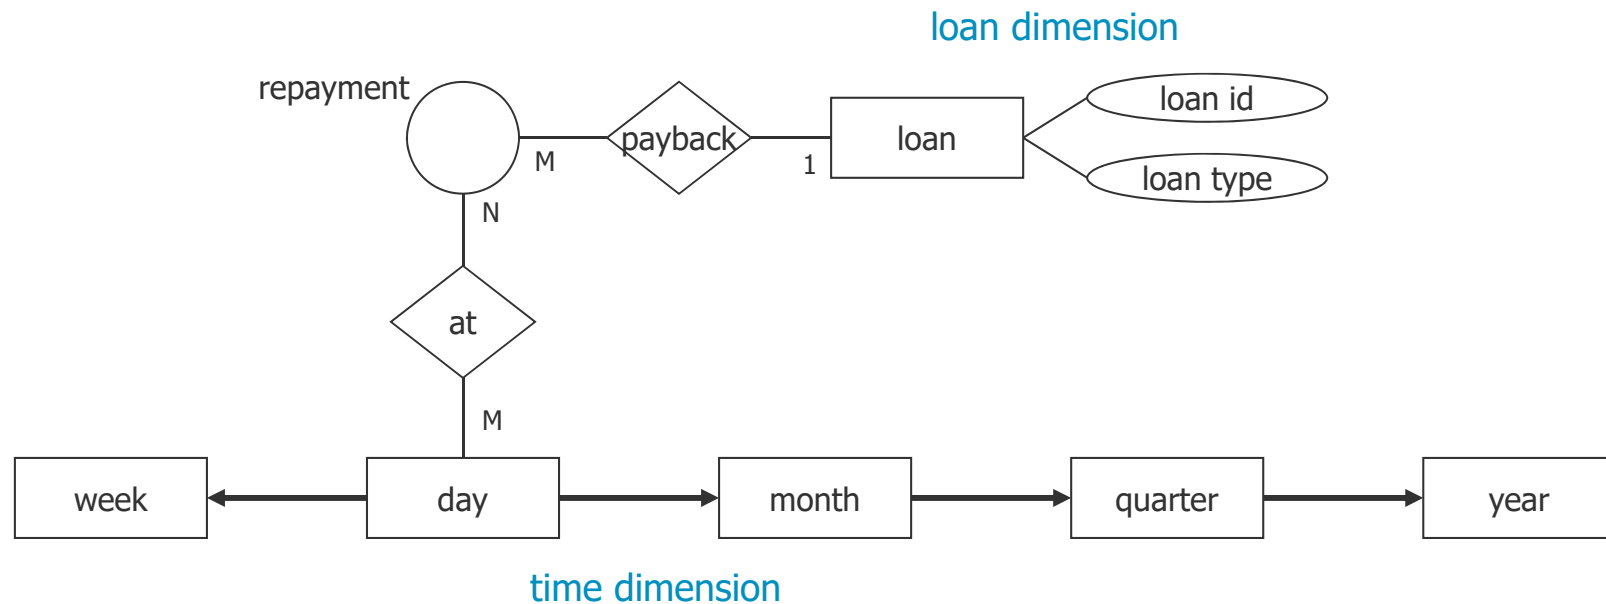 loan dimension
repayment
payback
loan
loan id
loan type
M
1
N
at
M
week
day
month
quarter
year
time dimension